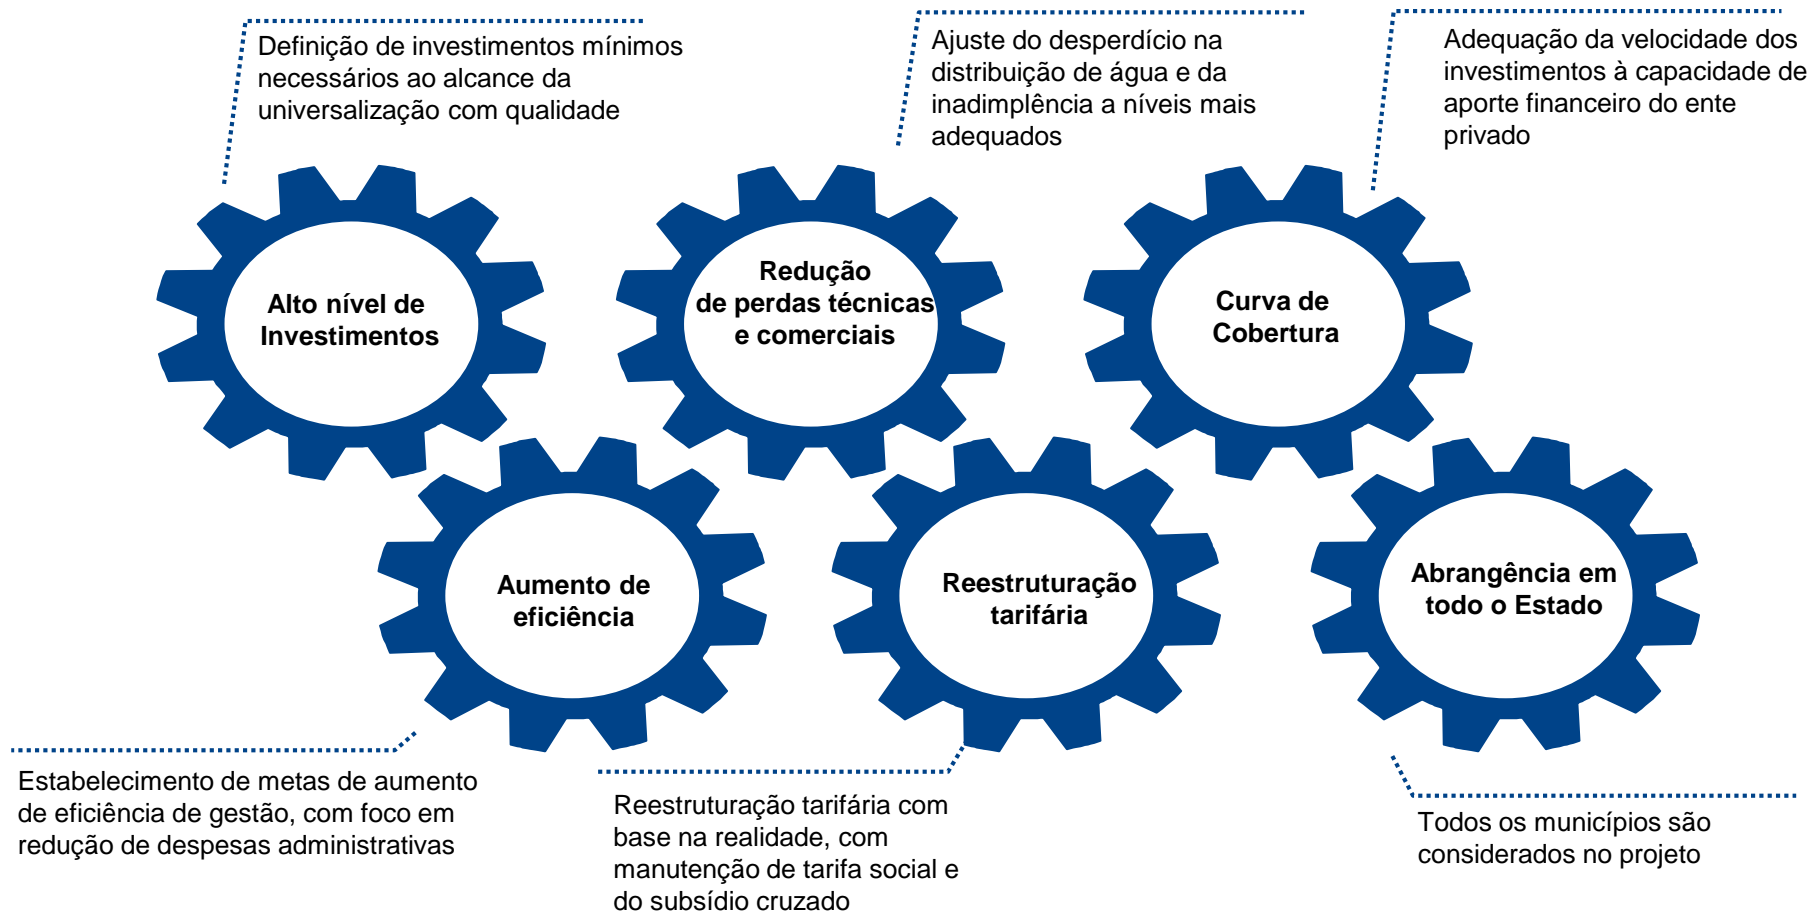 Definição de investimentos mínimos
necessários ao alcance da
universalização com qualidade
Ajuste do desperdício na
distribuição de água e da
inadimplência a níveis mais
adequados
Adequação da velocidade dos
investimentos à capacidade de
aporte financeiro do ente
privado
Alto nível de
Investimentos
Redução
de perdas técnicas
e comerciais
Curva de
Cobertura
Aumento de
eficiência
Reestruturação
tarifária
Abrangência em
todo o Estado
Estabelecimento de metas de aumento
de eficiência de gestão, com foco em
redução de despesas administrativas
Reestruturação tarifária com
base na realidade, com
manutenção de tarifa social e
do subsídio cruzado
Todos os municípios são
considerados no projeto